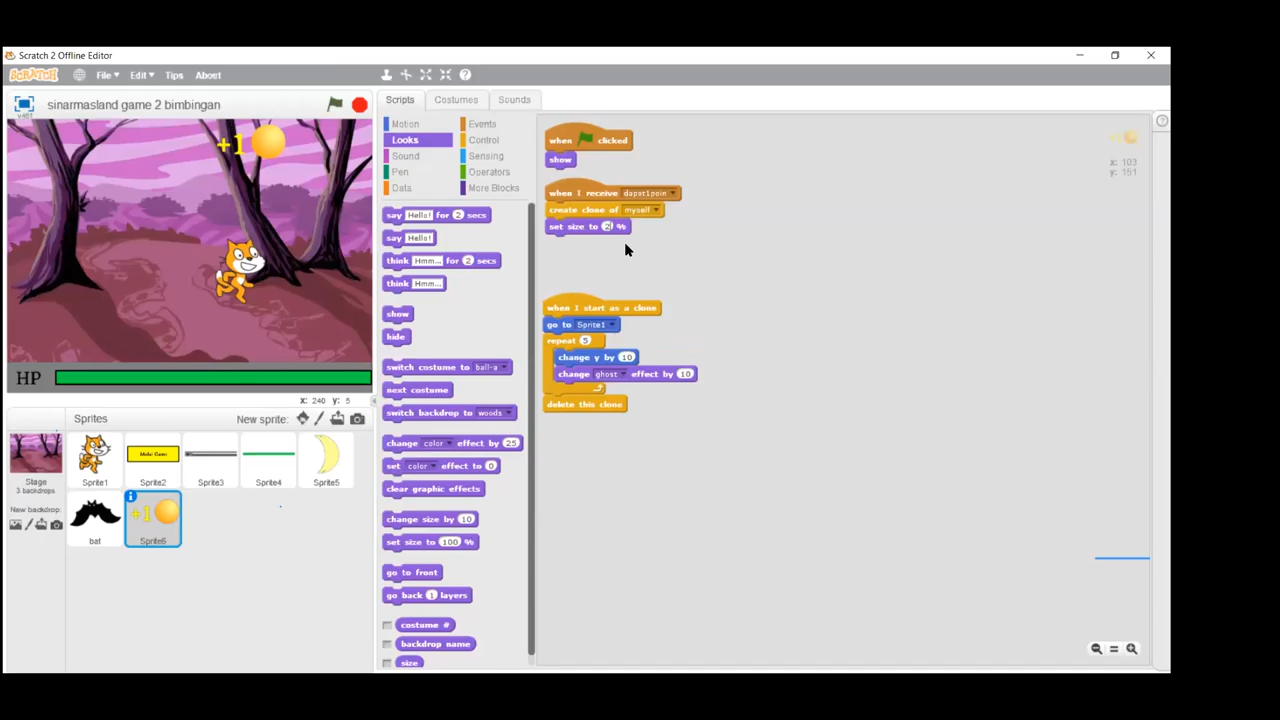 Scratch 2 Offline Editor
SCRATCH
File
Edit
Tips
About
sinarmasland game 2 bimbingan
v461
+1
HP
x: 240 y: 5
Sprites
New sprite:
Stage
3 backdrops
New backdrop:
Sprite1
Sprite2
Sprite3
Sprite4
Sprite5
Mulai Game
bat
+1
Sprite6
Scripts
Costumes
Sounds
Motion
Events
Looks
Control
Sound
Sensing
Pen
Operators
Data
More Blocks
say Hello! for 2 secs
say Hello!
think Hmm... for 2 secs
think Hmm...
show
hide
switch costume to ball-a
next costume
switch backdrop to woods
change color effect by 25
set color effect to 0
clear graphic effects
change size by 10
set size to 100 %
go to front
go back 1 layers
costume #
backdrop name
size
when clicked
show
when I receive dapat1poin
create clone of myself
set size to 2 %
when I start as a clone
go to Sprite1
repeat 5
change y by 10
change ghost effect by 10
delete this clone
+1
x: 103
y: 151